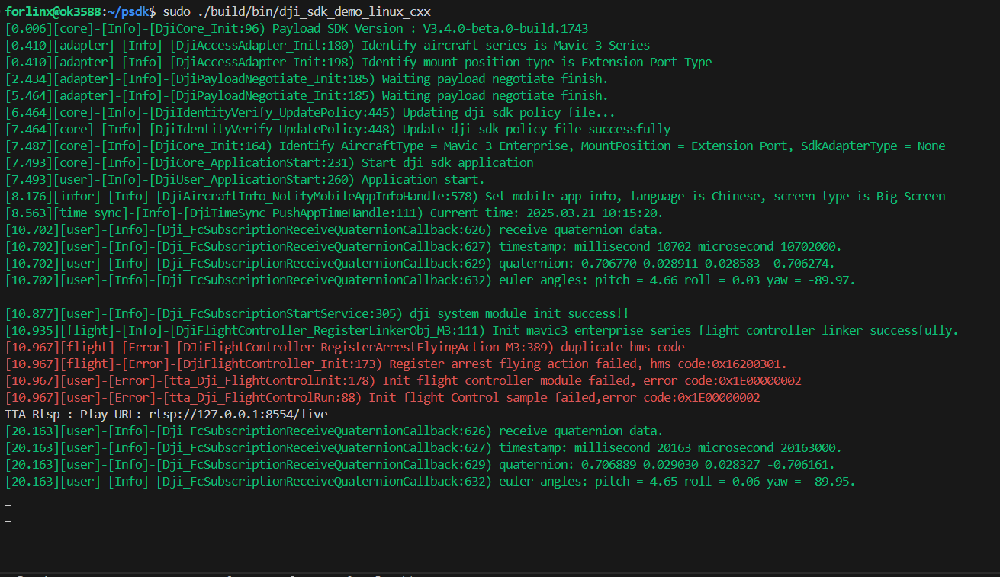 forlinx@ok3588:~/psdk$ sudo ./build/bin/dji_sdk_demo_linux_cxx
[0.006][core]-[Info]-[DjiCore_Init:96) Payload SDK Version : V3.4.0-beta.0-build.1743
[0.410][adapter]-[Info]-[DjiAccessAdapter_Init:180) Identify aircraft series is Mavic 3 Series
[0.410][adapter]-[Info]-[DjiAccessAdapter_Init:198) Identify mount position type is Extension Port Type
[2.434][adapter]-[Info]-[DjiPayloadNegotiate_Init:185) Waiting payload negotiate finish.
[5.464][adapter]-[Info]-[DjiPayloadNegotiate_Init:185) Waiting payload negotiate finish.
[6.464][core]-[Info]-[DjiIdentityVerify_UpdatePolicy:445) Updating dji sdk policy file...
[7.464][core]-[Info]-[DjiIdentityVerify_UpdatePolicy:448) Update dji sdk policy file successfully
[7.487][core]-[Info]-[DjiCore_Init:164) Identify AircraftType = Mavic 3 Enterprise, MountPosition = Extension Port, SdkAdapterType = None
[7.493][core]-[Info]-[DjiCore_ApplicationStart:231) Start dji sdk application
[7.493][user]-[Info]-[DjiUser_ApplicationStart:260) Application start.
[8.176][infor]-[Info]-[DjiAircraftInfo_NotifyMobileAppInfoHandle:578) Set mobile app info, language is Chinese, screen type is Big Screen
[8.563][time_sync]-[Info]-[DjiTimeSync_PushAppTimeHandle:111) Current time: 2025.03.21 10:15:20.
[10.702][user]-[Info]-[Dji_FcSubscriptionReceiveQuaternionCallback:626) receive quaternion data.
[10.702][user]-[Info]-[Dji_FcSubscriptionReceiveQuaternionCallback:627) timestamp: millisecond 10702 microsecond 10702000.
[10.702][user]-[Info]-[Dji_FcSubscriptionReceiveQuaternionCallback:629) quaternion: 0.706770 0.028911 0.028583 -0.706274.
[10.702][user]-[Info]-[Dji_FcSubscriptionReceiveQuaternionCallback:632) euler angles: pitch = 4.66 roll = 0.03 yaw = -89.97.
[10.877][user]-[Info]-[Dji_FcSubscriptionStartService:305) dji system module init success!!
[10.935][flight]-[Info]-[DjiFlightController_RegisterLinkerObj_M3:111) Init mavic3 enterprise series flight controller linker successfully.
[10.967][flight]-[Error]-[DJiFlightController_RegisterArrestFlyingAction_M3:389) duplicate hms code
[10.967][flight]-[Error]-[DjiFlightController_Init:173) Register arrest flying action failed, hms code:0x16200301.
[10.967][user]-[Error]-[tta_Dji_FlightControlInit:178) Init flight controller module failed, error code:0x1E00000002
[10.967][user]-[Error]-[tta_Dji_FlightControlRun:88) Init flight Control sample failed,error code:0x1E00000002
TTA Rtsp : Play URL: rtsp://127.0.0.1:8554/live
[20.163][user]-[Info]-[Dji_FcSubscriptionReceiveQuaternionCallback:626) receive quaternion data.
[20.163][user]-[Info]-[Dji_FcSubscriptionReceiveQuaternionCallback:627) timestamp: millisecond 20163 microsecond 20163000.
[20.163][user]-[Info]-[Dji_FcSubscriptionReceiveQuaternionCallback:629) quaternion: 0.706889 0.029030 0.028327 -0.706161.
[20.163][user]-[Info]-[Dji_FcSubscriptionReceiveQuaternionCallback:632) euler angles: pitch = 4.65 roll = 0.06 yaw = -89.95.